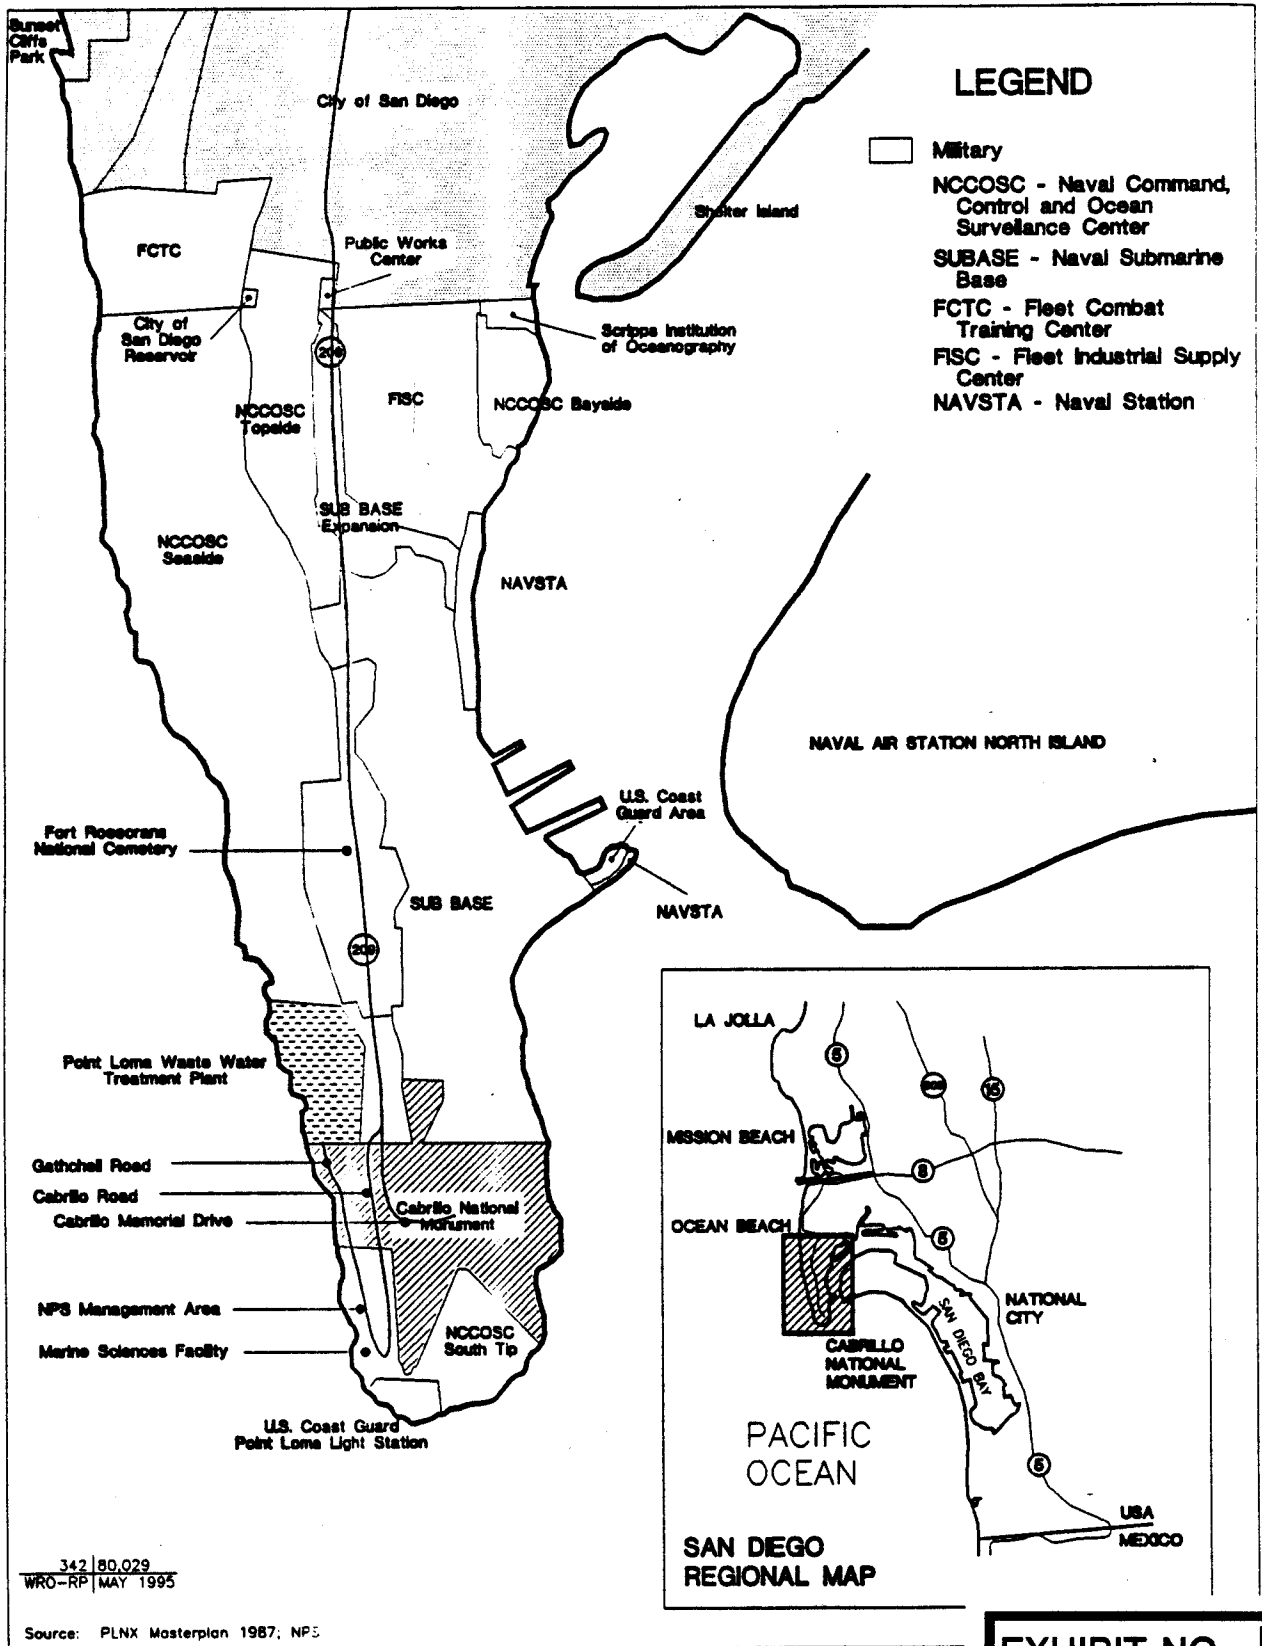 Sunset
Cliffs
Park
City of San Diego
LEGEND
Military
NCCOSC - Naval Command,
Control and Ocean
Surveillance Center
SUBASE - Naval Submarine
Base
FCTC - Fleet Combat
Training Center
FISC - Fleet Industrial Supply
Center
NAVSTA - Naval Station
Shelter Island
FCTC
Public Works
Center
City of
San Diego
Reservoir
Scripps Institution
of Oceanography
209
NCCOSC
Topside
FISC
NCCOSC Bayside
SUB BASE
Expansion
NCCOSC
Seaside
NAVSTA
NAVAL AIR STATION NORTH ISLAND
U.S. Coast
Guard Area
Fort Rosecrans
National Cemetery
SUB BASE
NAVSTA
209
Point Loma Waste Water
Treatment Plant
Gathchell Road
Cabrillo Road
Cabrillo Memorial Drive
Cabrillo National
Monument
NPS Management Area
Marine Sciences Facility
NCCOSC
South Tip
U.S. Coast Guard
Point Loma Light Station
LA JOLLA
5
805
15
MISSION BEACH
8
OCEAN BEACH
5
NATIONAL
CITY
SAN DIEGO BAY
CABRILLO
NATIONAL
MONUMENT
PACIFIC
OCEAN
5
USA
MEXICO
SAN DIEGO
REGIONAL MAP
342 80,029
WRO-RP MAY 1995
Source: PLNX Masterplan 1987; NPS
EXHIBIT NO.